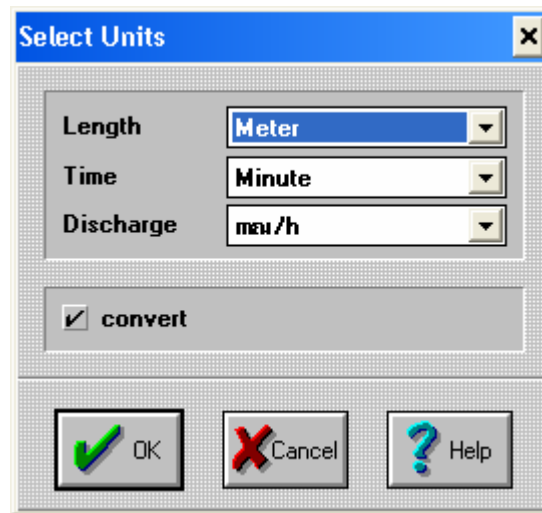 Select Units
Length Meter
Time Minute
Discharge /h
convert
OK Cancel Help